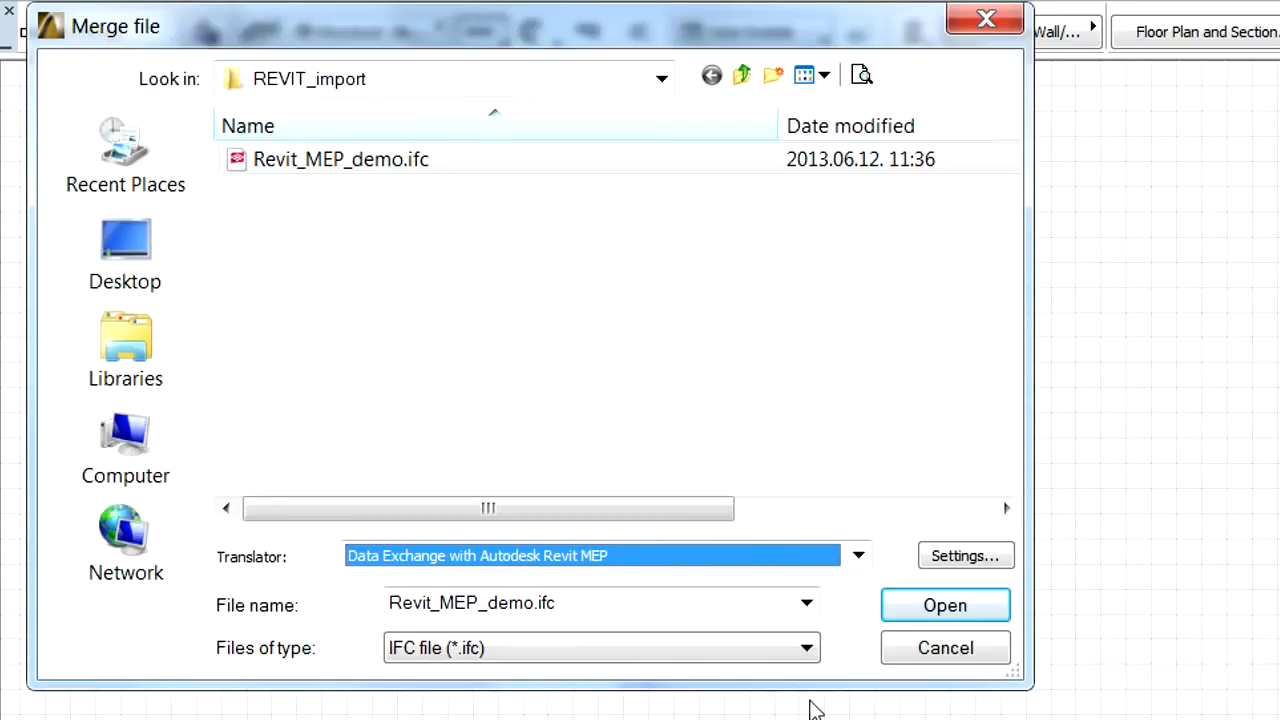 Merge file
Wall/...
Floor Plan and Section.
Look in:
REVIT_import
Name
Date modified
Revit_MEP_demo.ifc
2013.06.12. 11:36
Recent Places
Desktop
Libraries
Computer
Network
Translator:
Data Exchange with Autodesk Revit MEP
Settings...
File name:
Revit_MEP_demo.ifc
Open
Files of type:
IFC file (*.ifc)
Cancel